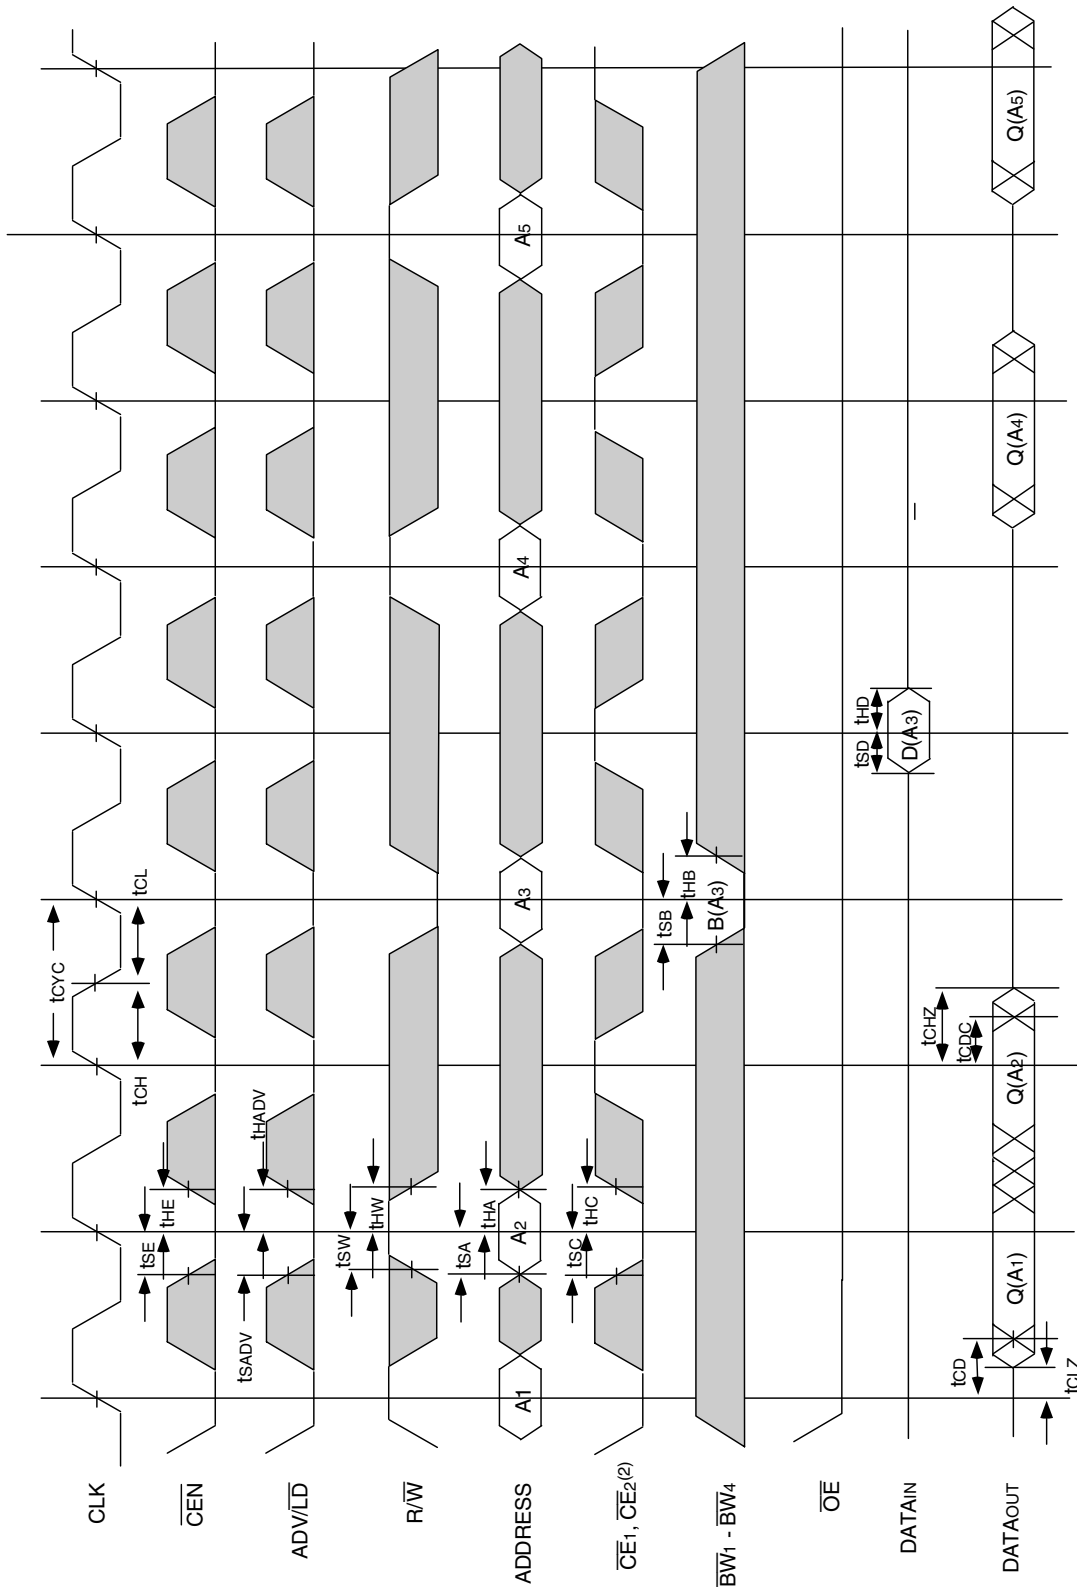 CLK
tCH
tCYC
tCL
CEN
tSE
tHE
ADV/LD
tSADV
tHADV
R/W
tSW
tHW
ADDRESS
A1
A2
A3
A4
A5
tSA
tHA
CE1, CE2(2)
tSC
tHC
BW1 - BW4
tSB
tHB
B(A3)
OE
DATAIN
tSD
tHD
D(A3)
DATAOUT
tCD
tCLZ
tCHZ
tCDC
Q(A1)
Q(A2)
Q(A4)
Q(A5)